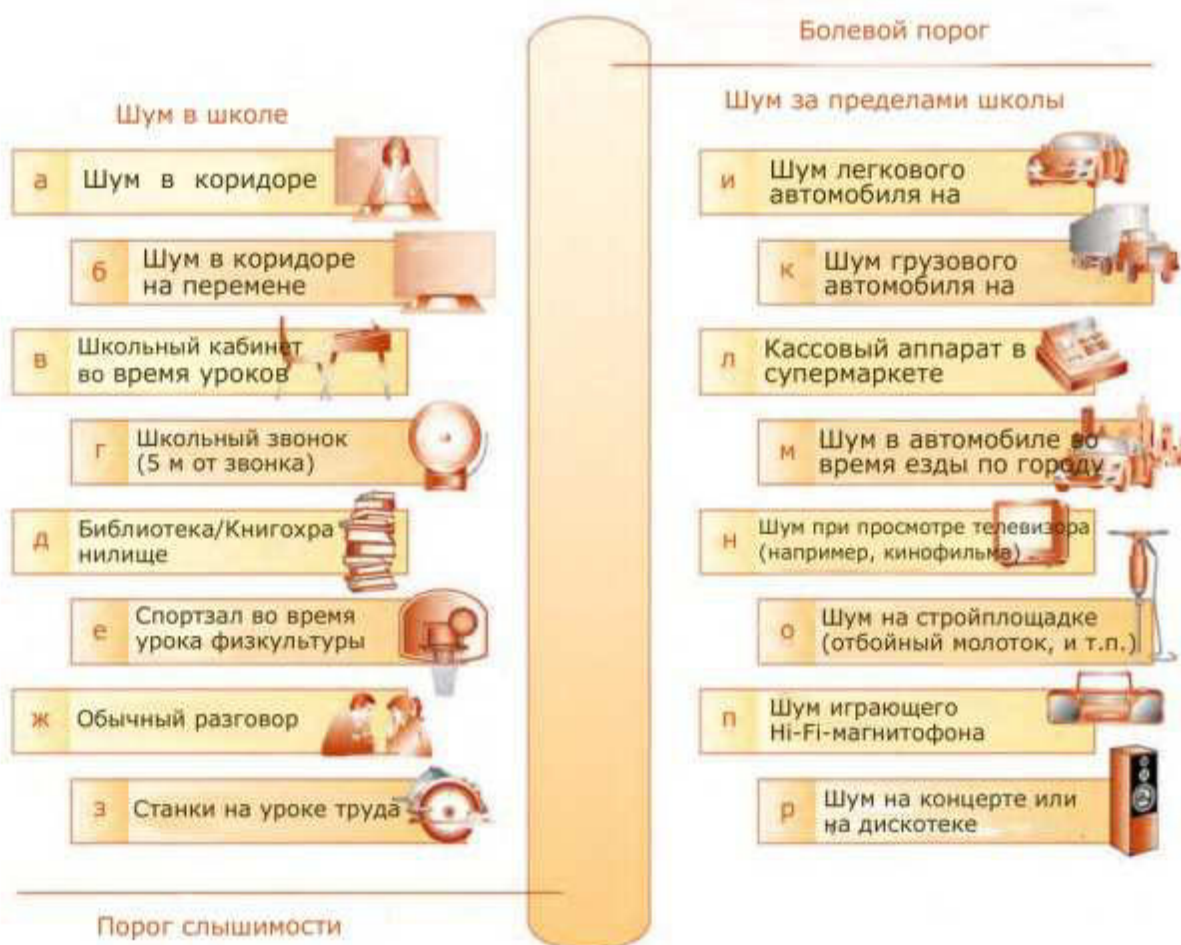 Болевой порог
Шум в школе
а
Шум в коридоре
б
Шум в коридоре
на перемене
в
Школьный кабинет
во время уроков
г
Школьный звонок
(5 м от звонка)
д
Библиотека/Книгохра
нилище
е
Спортзал во время
урока физкультуры
ж
Обычный разговор
з
Станки на уроке труда
Порог слышимости
Шум за пределами школы
и
Шум легкового
автомобиля на
к
Шум грузового
автомобиля на
л
Кассовый аппарат в
супермаркете
м
Шум в автомобиле во
время езды по городу
н
Шум при просмотре телевизора
(например, кинофильма)
о
Шум на стройплощадке
(отбойный молоток, и т.п.)
п
Шум играющего
Hi-Fi-магнитофона
р
Шум на концерте или
на дискотеке